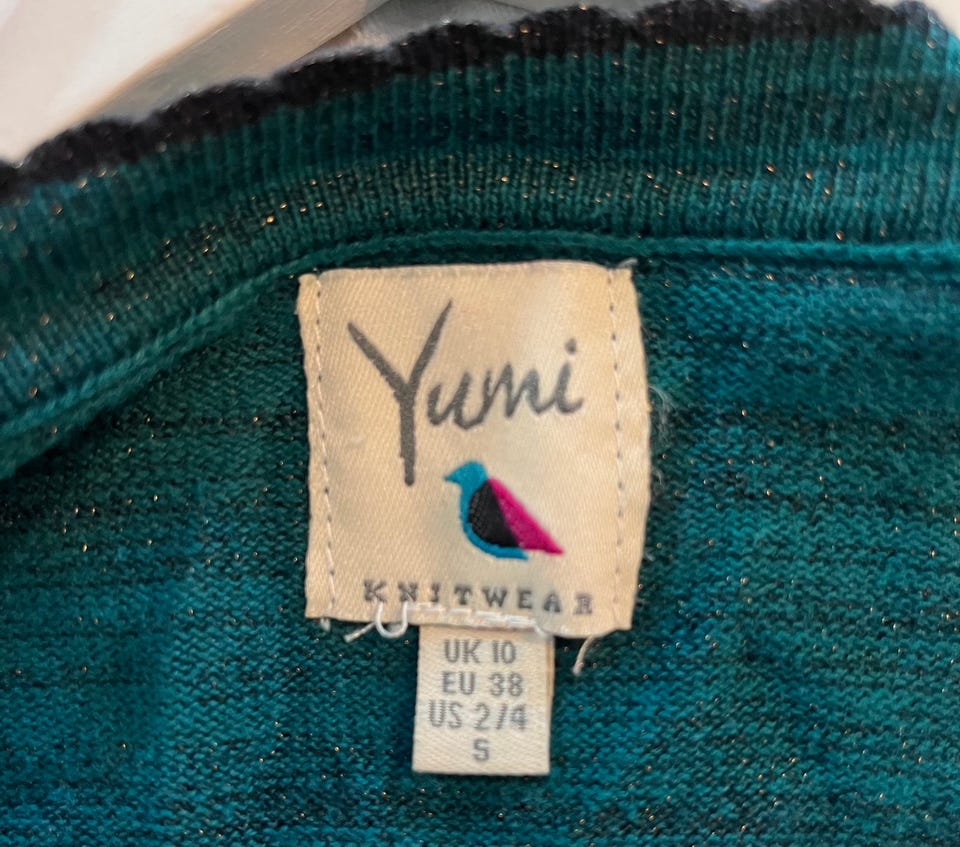 Yumi
KNITWEAR
UK 10
EU 38
US 2/4
S